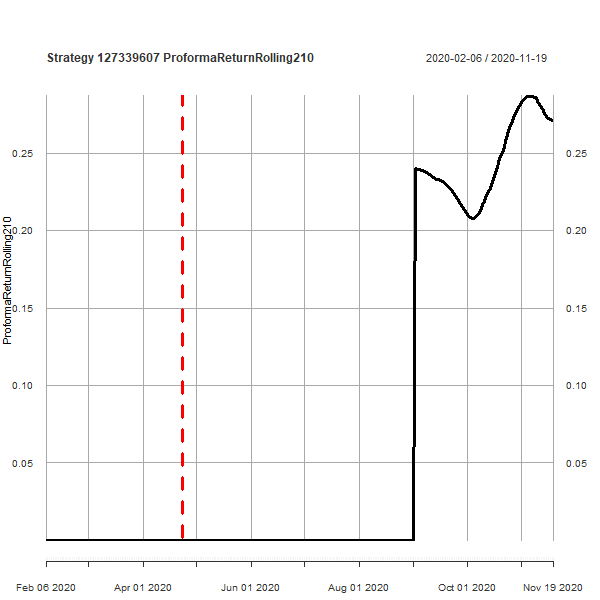 Strategy 127339607 ProformaReturnRolling210
2020-02-06 / 2020-11-19
ProformaReturnRolling210
0.25 0.25
0.20 0.20
0.15 0.15
0.10 0.10
0.05 0.05
Feb 06 2020 Apr 01 2020 Jun 01 2020 Aug 01 2020 Oct 01 2020 Nov 19 2020